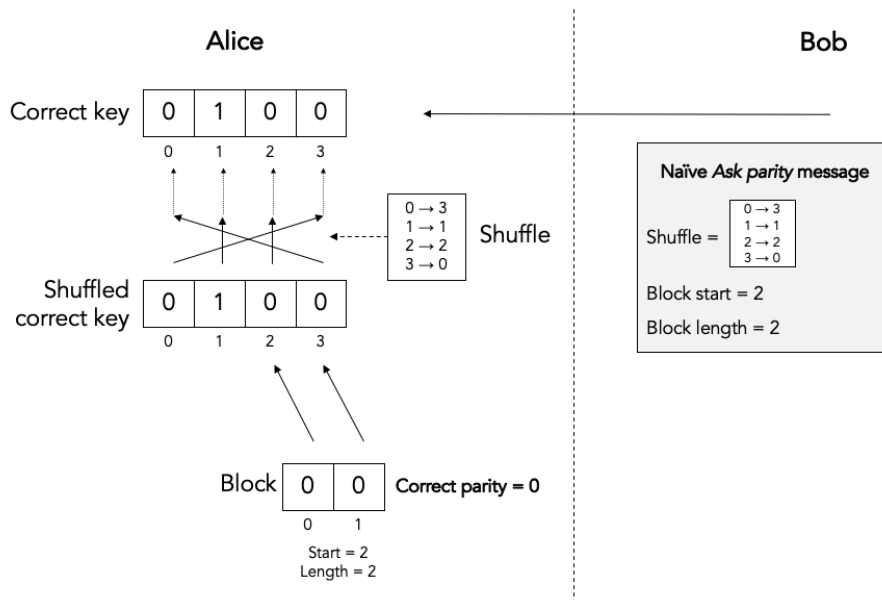 Alice
Bob
Correct key
0 1 0 0
0 1 2 3
0 → 3
1 → 1
2 → 2
3 → 0
Shuffle
Shuffled
correct key
0 1 0 0
0 1 2 3
Block
0 0
Correct parity = 0
0 1
Start = 2
Length = 2
Naïve Ask parity message
Shuffle =
0 → 3
1 → 1
2 → 2
3 → 0
Block start = 2
Block length = 2